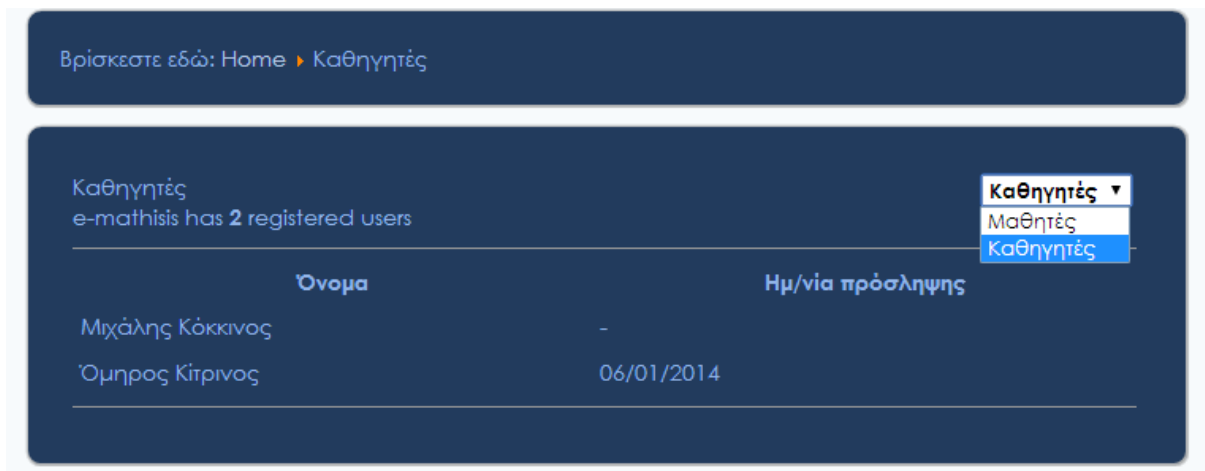 Βρίσκεστε εδώ: Home Καθηγητές
Καθηγητές
e-mathisis has 2 registered users
Καθηγητές
Μαθητές
Καθηγητές
Όνομα Ημ/νία πρόσληψης
Μιχάλης Κόκκινος -
Όμηρος Κίτρινος 06/01/2014